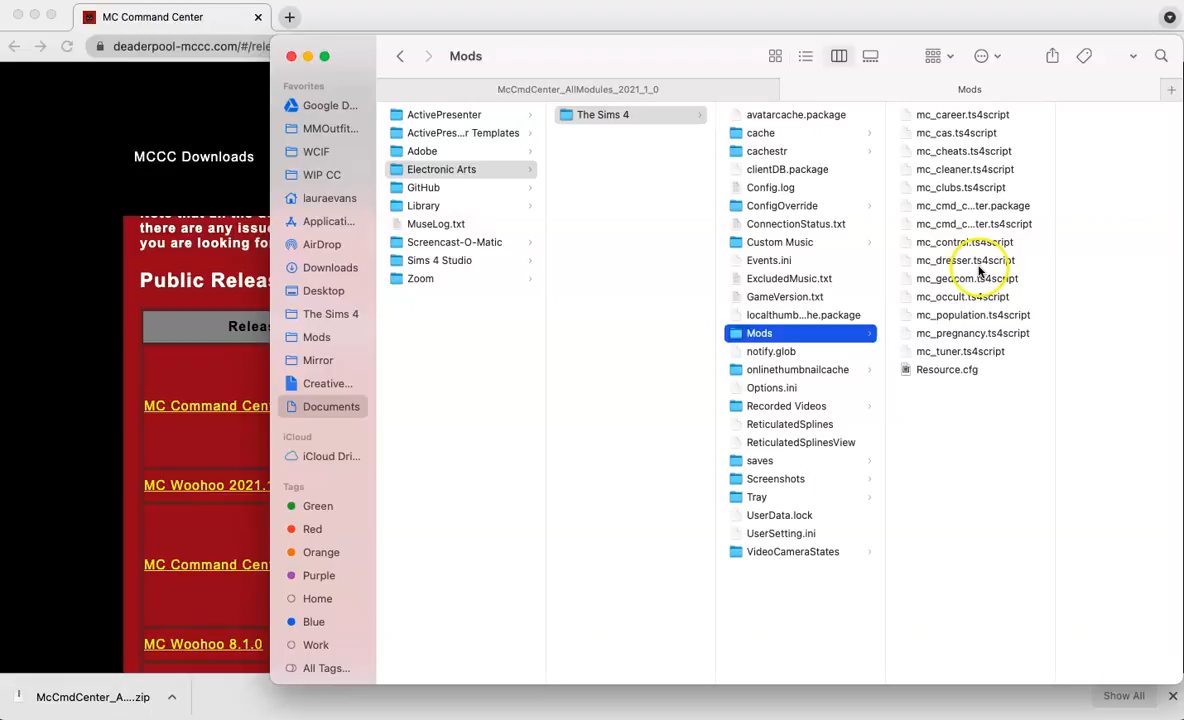 MC Command Center
deaderpool-mccc.com/#/rele
MCCC Downloads
there are any issue
you are looking fo
Public Relea
Relea
MC Command Cen
MC Woohoo 2021.1
MC Command Cen
MC Woohoo 8.1.0
Mods
McCmdCenter_AllModules_2021_1_0
Mods
Favorites
Google D...
MMOutfit...
WCIF
WIP CC
lauraevans
Applicati...
AirDrop
Downloads
Desktop
The Sims 4
Mods
Mirror
Creative...
Documents
iCloud
iCloud Dri...
Tags
Green
Red
Orange
Purple
Home
Blue
Work
All Tags...
ActivePresenter
ActivePres...r Templates
Adobe
Electronic Arts
GitHub
Library
MuseLog.txt
Screencast-O-Matic
Sims 4 Studio
Zoom
The Sims 4
avatarcache.package
cache
cachestr
clientDB.package
Config.log
ConfigOverride
ConnectionStatus.txt
Custom Music
Events.ini
ExcludedMusic.txt
GameVersion.txt
localthumb...he.package
Mods
notify.glob
onlinethumbnailcache
Options.ini
Recorded Videos
ReticulatedSplines
ReticulatedSplinesView
saves
Screenshots
Tray
UserData.lock
UserSetting.ini
VideoCameraStates
mc_career.ts4script
mc_cas.ts4script
mc_cheats.ts4script
mc_cleaner.ts4script
mc_clubs.ts4script
mc_cmd_c...ter.package
mc_cmd_c...ter.ts4script
mc_control.ts4script
mc_dresser.ts4script
mc_gedcom.ts4script
mc_occult.ts4script
mc_population.ts4script
mc_pregnancy.ts4script
mc_tuner.ts4script
Resource.cfg
McCmdCenter_A....zip
Show All